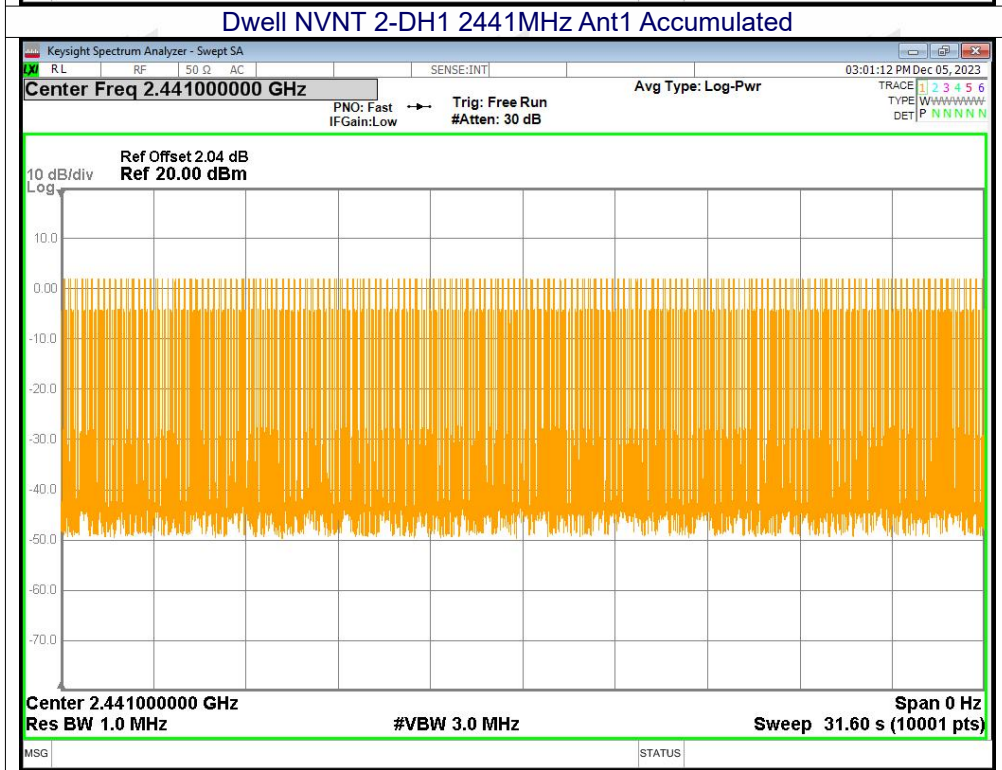 Dwell NVNT 2-DH1 2441MHz Ant1 Accumulated
Keysight Spectrum Analyzer - Swept SA
LXI RL RF 50 Ω AC SENSE:INT 03:01:12 PM Dec 05, 2023
Center Freq 2.441000000 GHz Avg Type: Log-Pwr TRACE 1 2 3 4 5 6
PNO: Fast Trig: Free Run TYPE WWWWWWW
IFGain:Low #Atten: 30 dB DET P N N N N N
Ref Offset 2.04 dB
10 dB/div Ref 20.00 dBm
Log
10.0
0.00
-10.0
-20.0
-30.0
-40.0
-50.0
-60.0
-70.0
Center 2.441000000 GHz Span 0 Hz
Res BW 1.0 MHz #VBW 3.0 MHz Sweep 31.60 s (10001 pts)
MSG STATUS